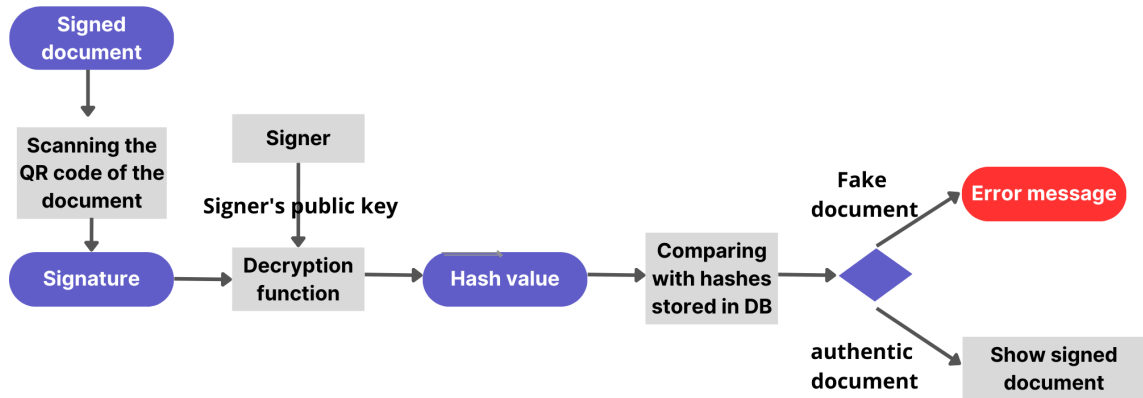 Signed
document
Scanning the
QR code of the
document
Signature
Signer
Signer's public key
Decryption
function
Hash value
Comparing
with hashes
stored in DB
Fake
document
Error message
authentic
document
Show signed
document